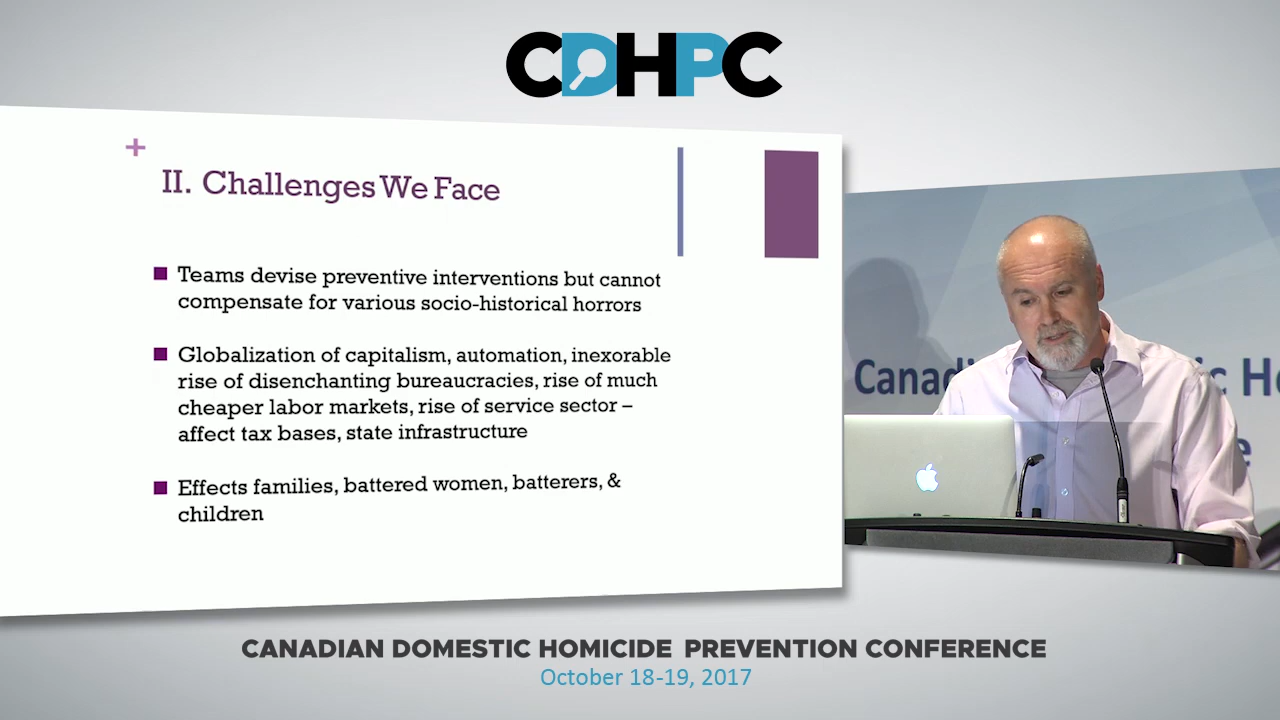 CDHPC
+
II. Challenges We Face
Teams devise preventive interventions but cannot
compensate for various socio-historical horrors
Globalization of capitalism, automation, inexorable
rise of disenchanting bureaucracies, rise of much
cheaper labor markets, rise of service sector –
affect tax bases, state infrastructure
Effects families, battered women, batterers, &
children
Canad
c H
e
CANADIAN DOMESTIC HOMICIDE PREVENTION CONFERENCE
October 18-19, 2017